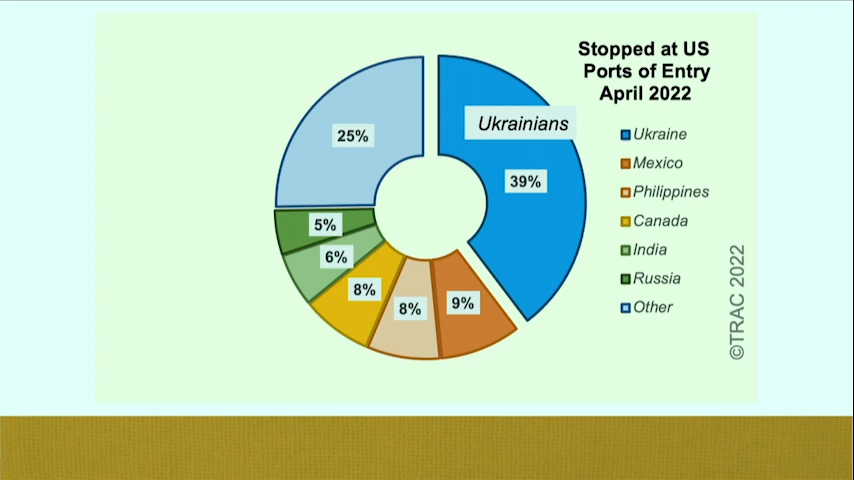 Stopped at US
Ports of Entry
April 2022
Ukrainians
25%
39%
5%
6%
8%
8%
9%
Ukraine
Mexico
Philippines
Canada
India
Russia
Other
©TRAC 2022